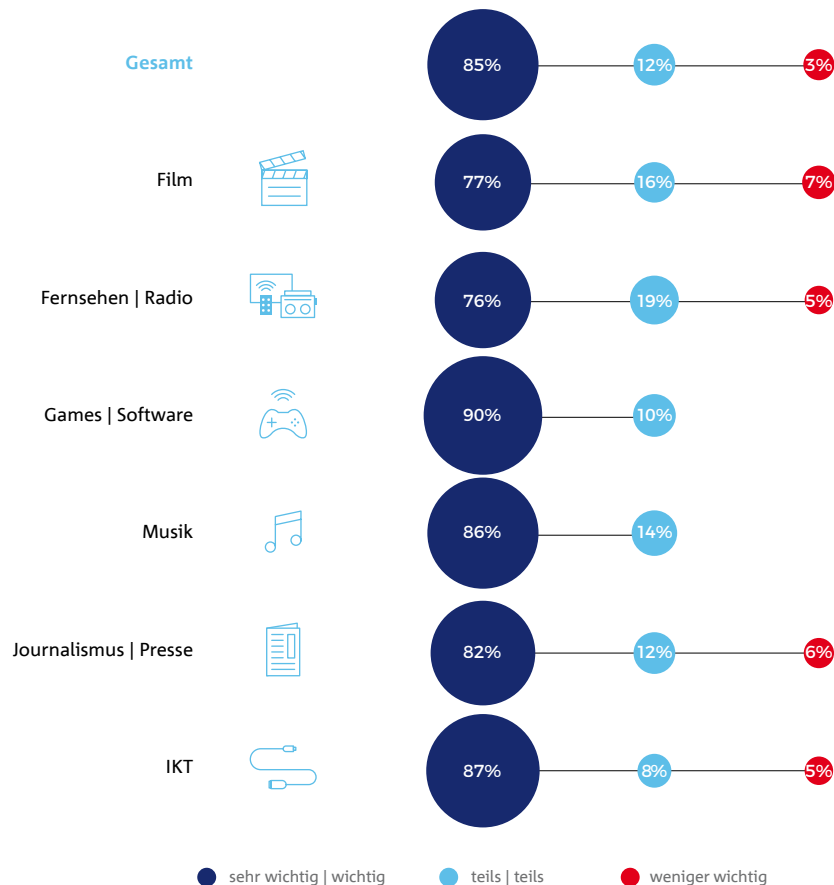 Gesamt 85% 12% 3%
Film 77% 16% 7%
Fernsehen | Radio 76% 19% 5%
Games | Software 90% 10%
Musik 86% 14%
Journalismus | Presse 82% 12% 6%
IKT 87% 8% 5%
sehr wichtig | wichtig teils | teils weniger wichtig